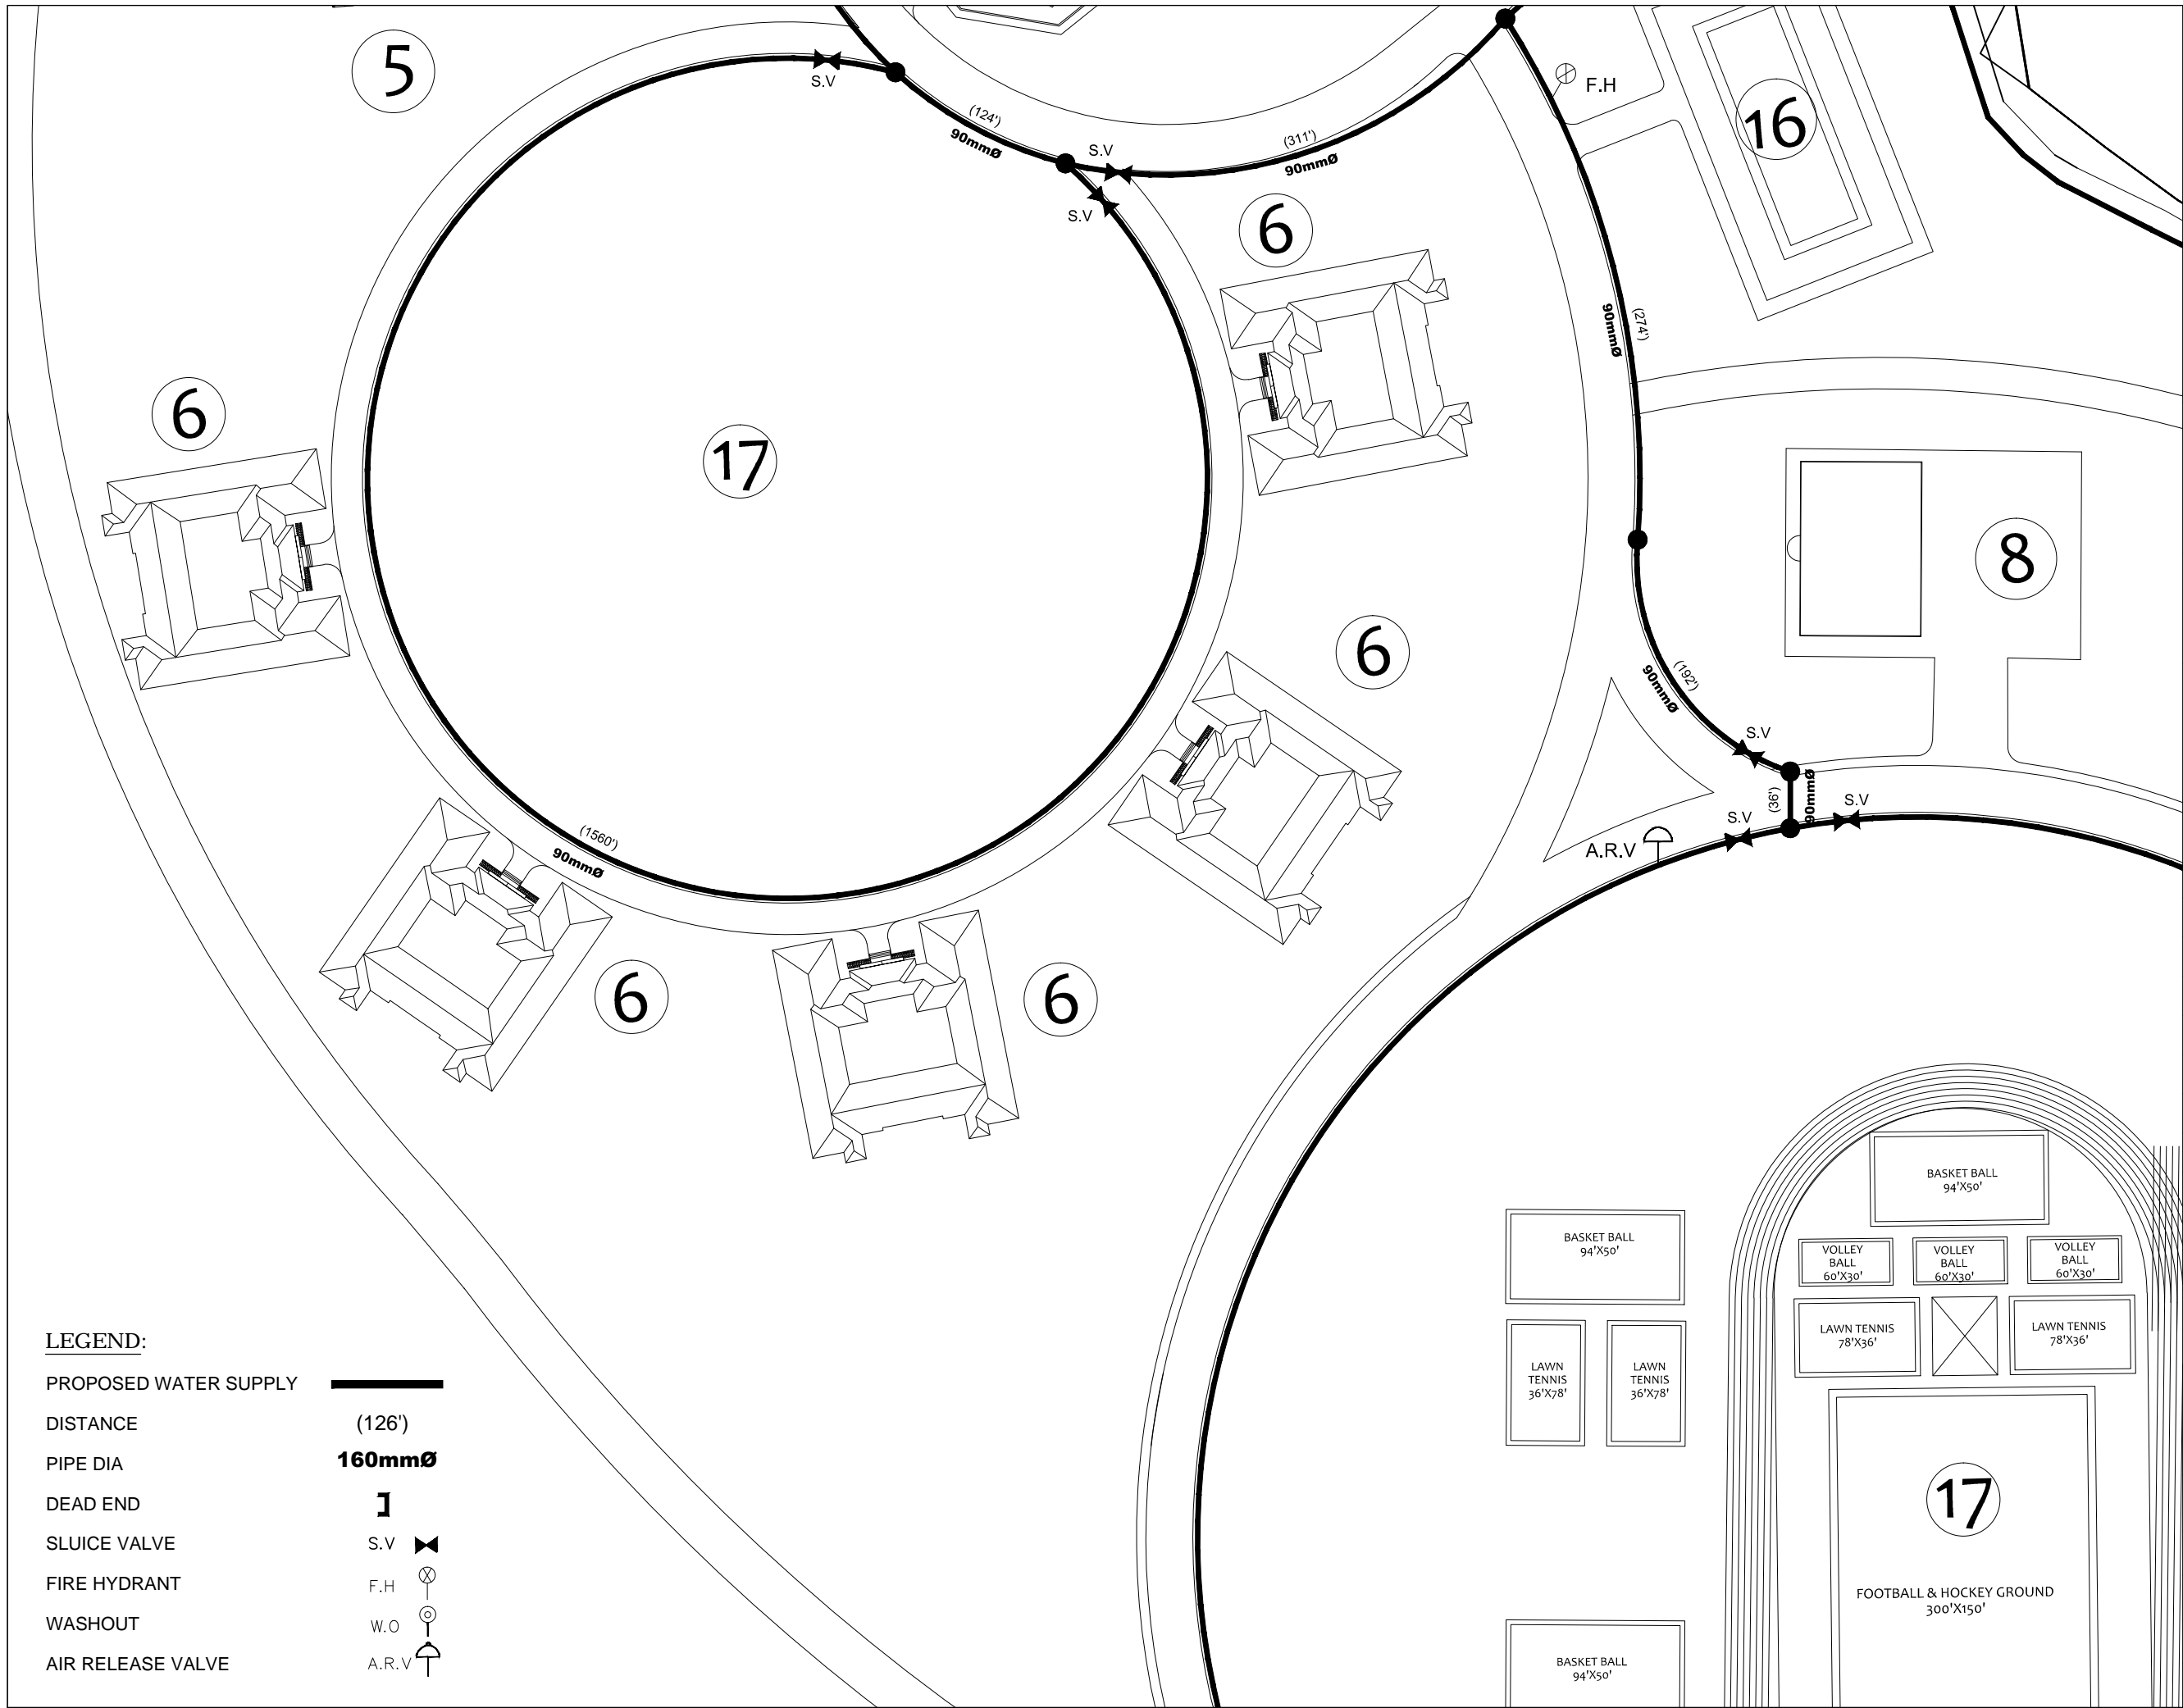 5
S.V
(124')
90mmØ
S.V
S.V
(311')
90mmØ
F.H
16
6
(274')
90mmØ
6
17
8
6
(192')
90mmØ
S.V
(36')
90mmØ
S.V
S.V
A.R.V
(1560')
90mmØ
6
6
BASKET BALL
94'X50'
BASKET BALL
94'X50'
VOLLEY
BALL
60'X30'
VOLLEY
BALL
60'X30'
VOLLEY
BALL
60'X30'
LAWN TENNIS
78'X36'
LAWN TENNIS
78'X36'
LAWN
TENNIS
36'X78'
LAWN
TENNIS
36'X78'
17
FOOTBALL & HOCKEY GROUND
300'X150'
BASKET BALL
94'X50'
LEGEND:
PROPOSED WATER SUPPLY
DISTANCE (126')
PIPE DIA 160mmØ
DEAD END
SLUICE VALVE S.V
FIRE HYDRANT F.H
WASHOUT W.O
AIR RELEASE VALVE A.R.V